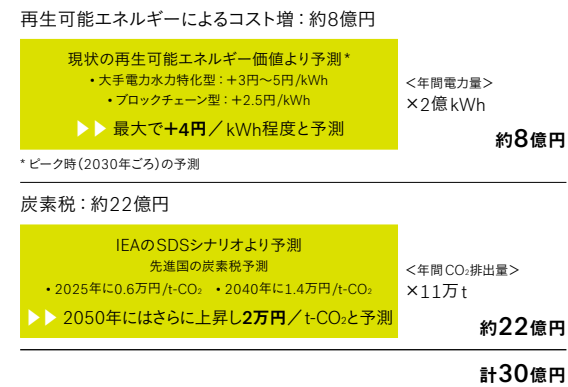 再生可能エネルギーによるコスト増：約8億円
現状の再生可能エネルギー価値より予測*
・大手電力水力特化型：＋3円～5円/kWh
・ブロックチェーン型：＋2.5円/kWh
▶▶ 最大で＋4円／kWh程度と予測
＜年間電力量＞
×2億kWh
約8億円
* ピーク時（2030年ごろ）の予測
炭素税：約22億円
IEAのSDSシナリオより予測
先進国の炭素税予測
・2025年に0.6万円/t-CO₂ ・2040年に1.4万円/t-CO₂
▶▶ 2050年にはさらに上昇し2万円／t-CO₂と予測
＜年間CO₂排出量＞
×11万t
約22億円
計30億円